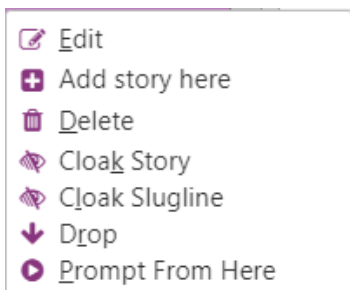 Edit
Add story here
Delete
Cloak Story
Cloak Slugline
Drop
Prompt From Here